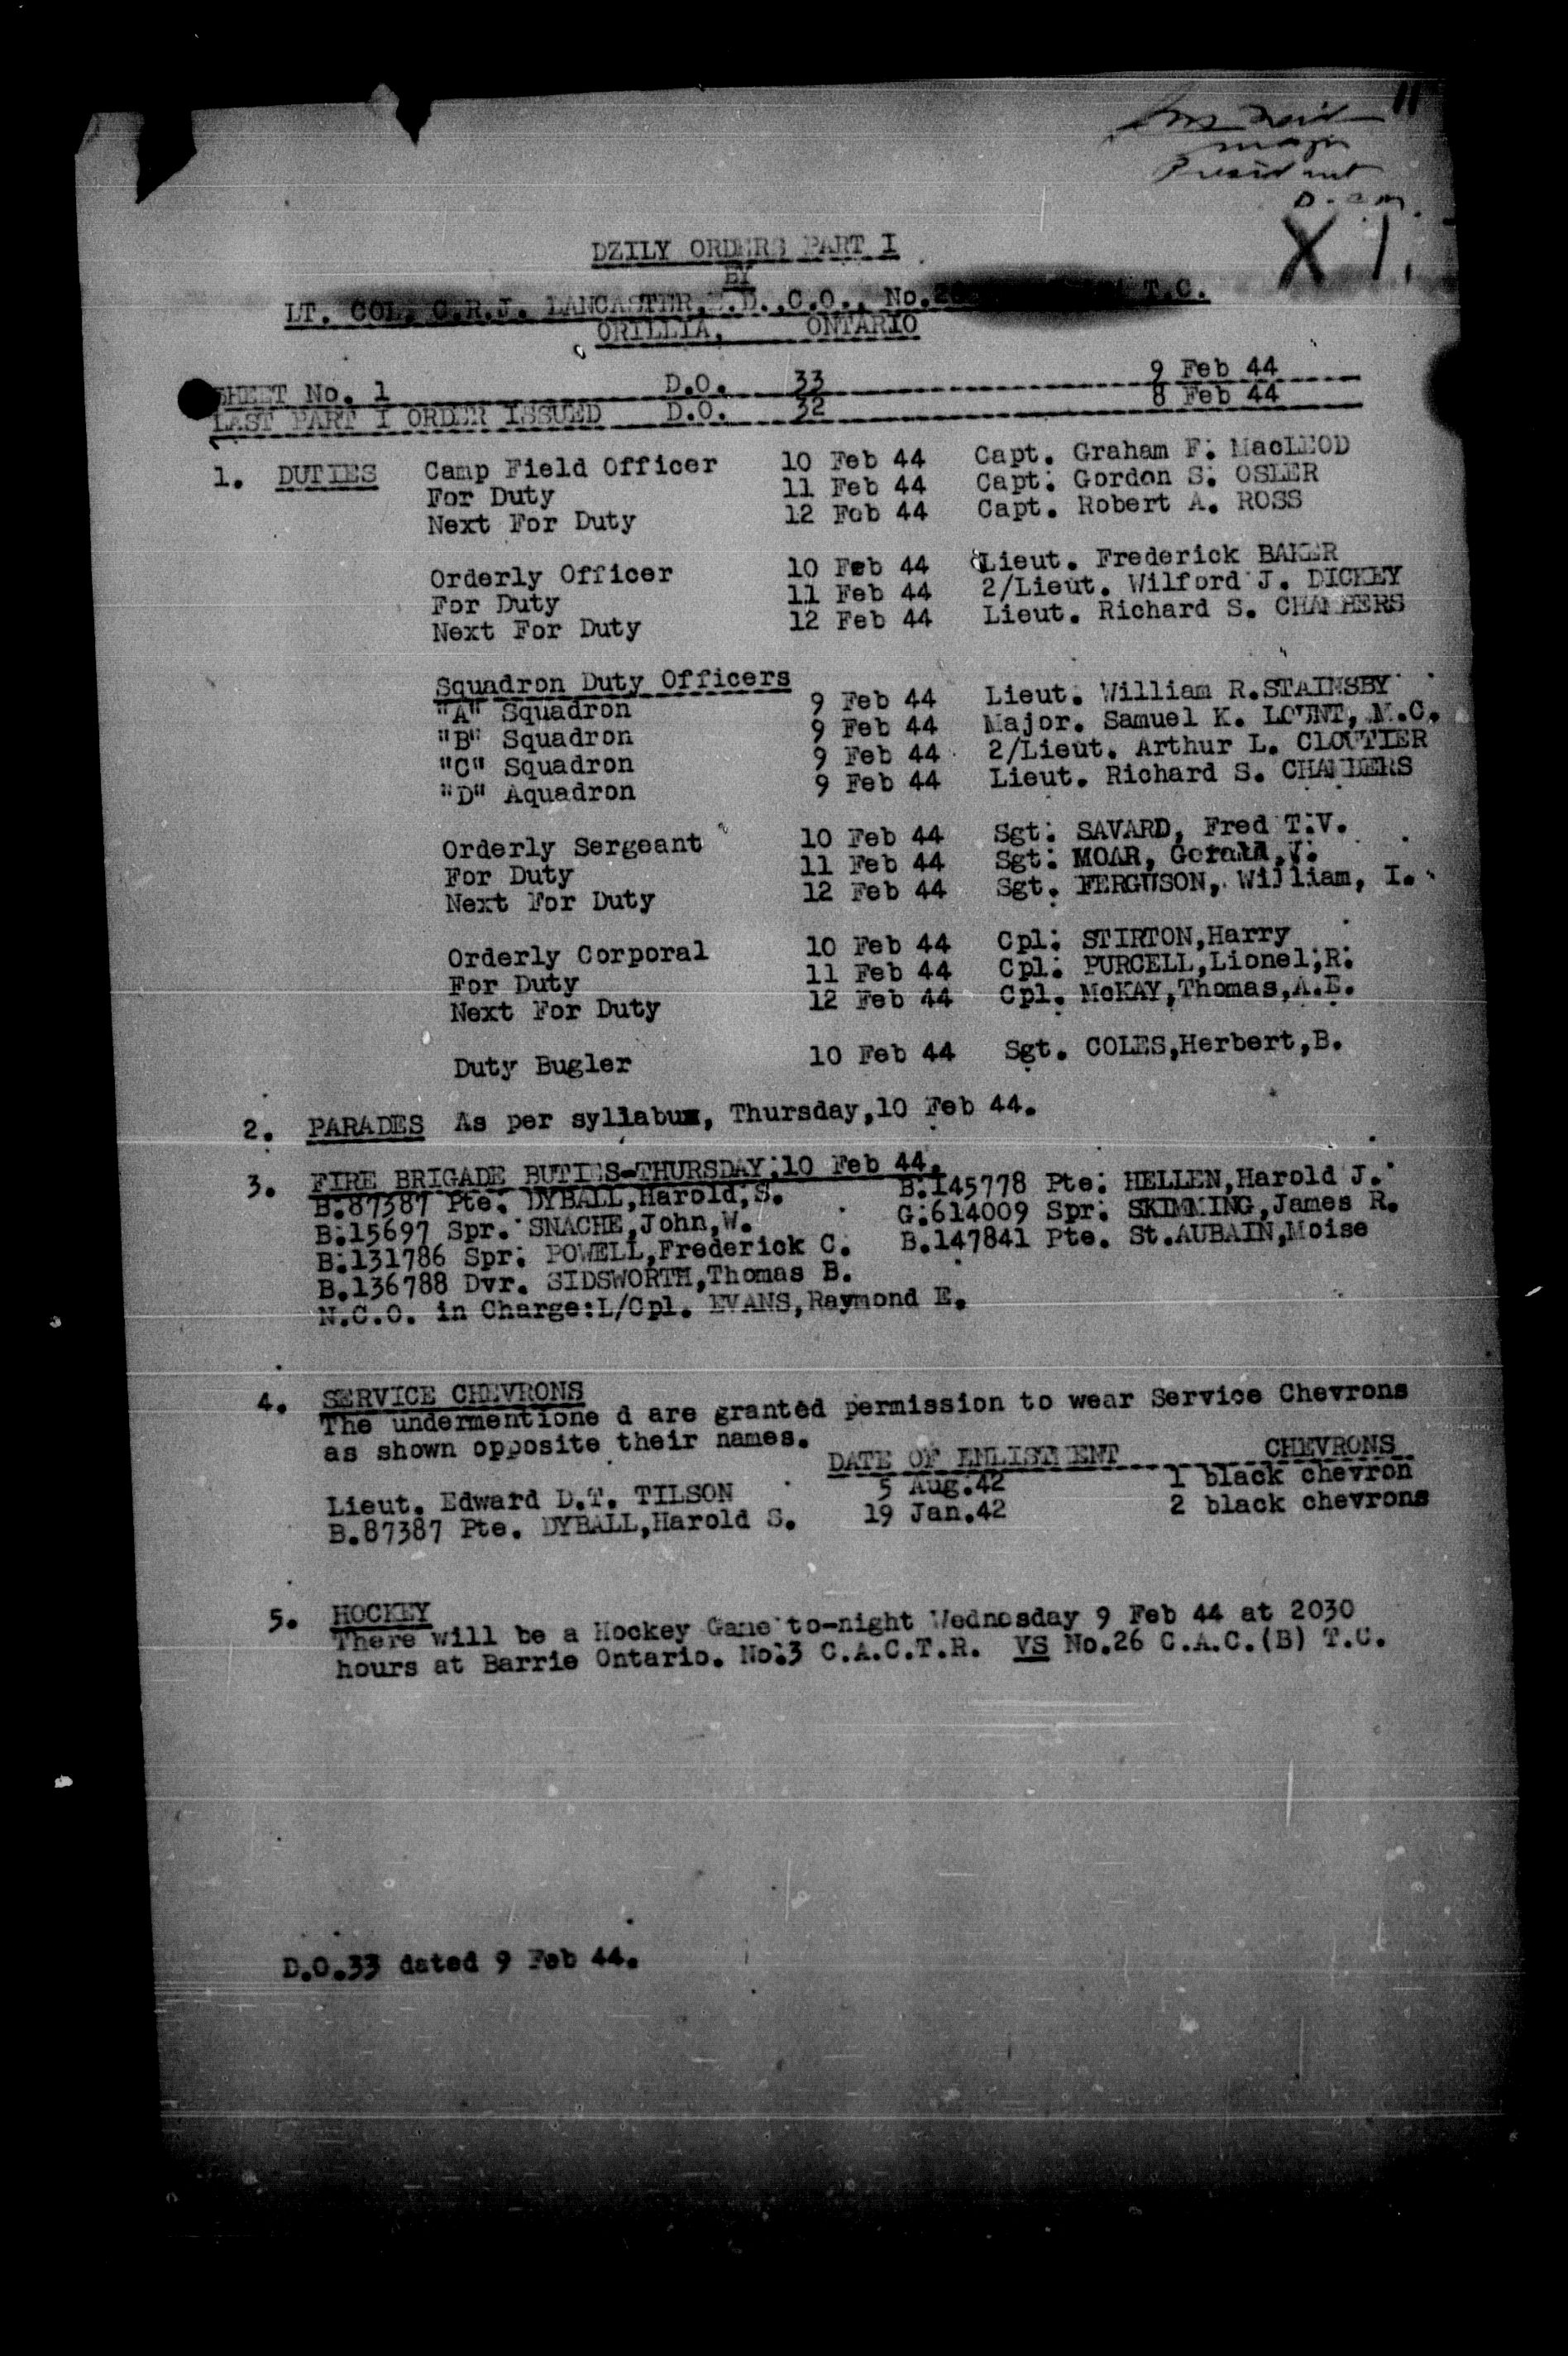 11
Major
President
X I.
DZILY ORDERS PART I
BY
LT. COL. C.R.J. LANCASTER, .D.,C.O., No.26 T.C.
ORILLIA, ONTARIO
SHEET No. 1 D.O. 33 9 Feb 44
LAST PART I ORDER ISSUED D.O. 32 8 Feb 44
1. DUTIES Camp Field Officer 10 Feb 44 Capt. Graham F. MacLEOD
For Duty 11 Feb 44 Capt. Gordon S. OSLER
Next For Duty 12 Feb 44 Capt. Robert A. ROSS
Orderly Officer 10 Feb 44 Lieut. Frederick BAKER
For Duty 11 Feb 44 2/Lieut. Wilford J. DICKEY
Next For Duty 12 Feb 44 Lieut. Richard S. CHAMBERS
Squadron Duty Officers
"A" Squadron 9 Feb 44 Lieut. William R.STAINSBY
"B" Squadron 9 Feb 44 Major. Samuel K. LOUNT, M.C.
"C" Squadron 9 Feb 44 2/Lieut. Arthur L. CLOUTIER
"D" Aquadron 9 Feb 44 Lieut. Richard S. CHAMBERS
Orderly Sergeant 10 Feb 44 Sgt. SAVARD, Fred T.V.
For Duty 11 Feb 44 Sgt. MOAR, Gerald,V.
Next For Duty 12 Feb 44 Sgt. FERGUSON, William, I.
Orderly Corporal 10 Feb 44 Cpl. STIRTON,Harry
For Duty 11 Feb 44 Cpl. PURCELL,Lionel,R.
Next For Duty 12 Feb 44 Cpl. McKAY,Thomas,A.E.
Duty Bugler 10 Feb 44 Sgt. COLES,Herbert,B.
2. PARADES As per syllabus, Thursday,10 Feb 44.
3. FIRE BRIGADE BUTIES-THURSDAY,10 Feb 44.
B.87387 Pte. DYBALL,Harold,S. B.145778 Pte. HELLEN,Harold J.
B.15697 Spr. SNACHE,John,W. G.614009 Spr. SKIMMING,James R.
B.131786 Spr. POWELL,Frederick C. B.147841 Pte. St.AUBAIN,Moise
B.136788 Dvr. SIDSWORTH,Thomas B.
N.C.O. in Charge:L/Cpl. EVANS,Raymond E.
4. SERVICE CHEVRONS
The undermentione d are granted permission to wear Service Chevrons
as shown opposite their names.
DATE OF ENLISTMENT CHEVRONS
Lieut. Edward D.T. TILSON 5 Aug.42 1 black chevron
B.87387 Pte. DYBALL,Harold S. 19 Jan.42 2 black chevrons
5. HOCKEY
There will be a Hockey Game to-night Wednesday 9 Feb 44 at 2030
hours at Barrie Ontario. No.3 C.A.C.T.R. VS No.26 C.A.C.(B) T.C.
D.O.33 dated 9 Feb 44.